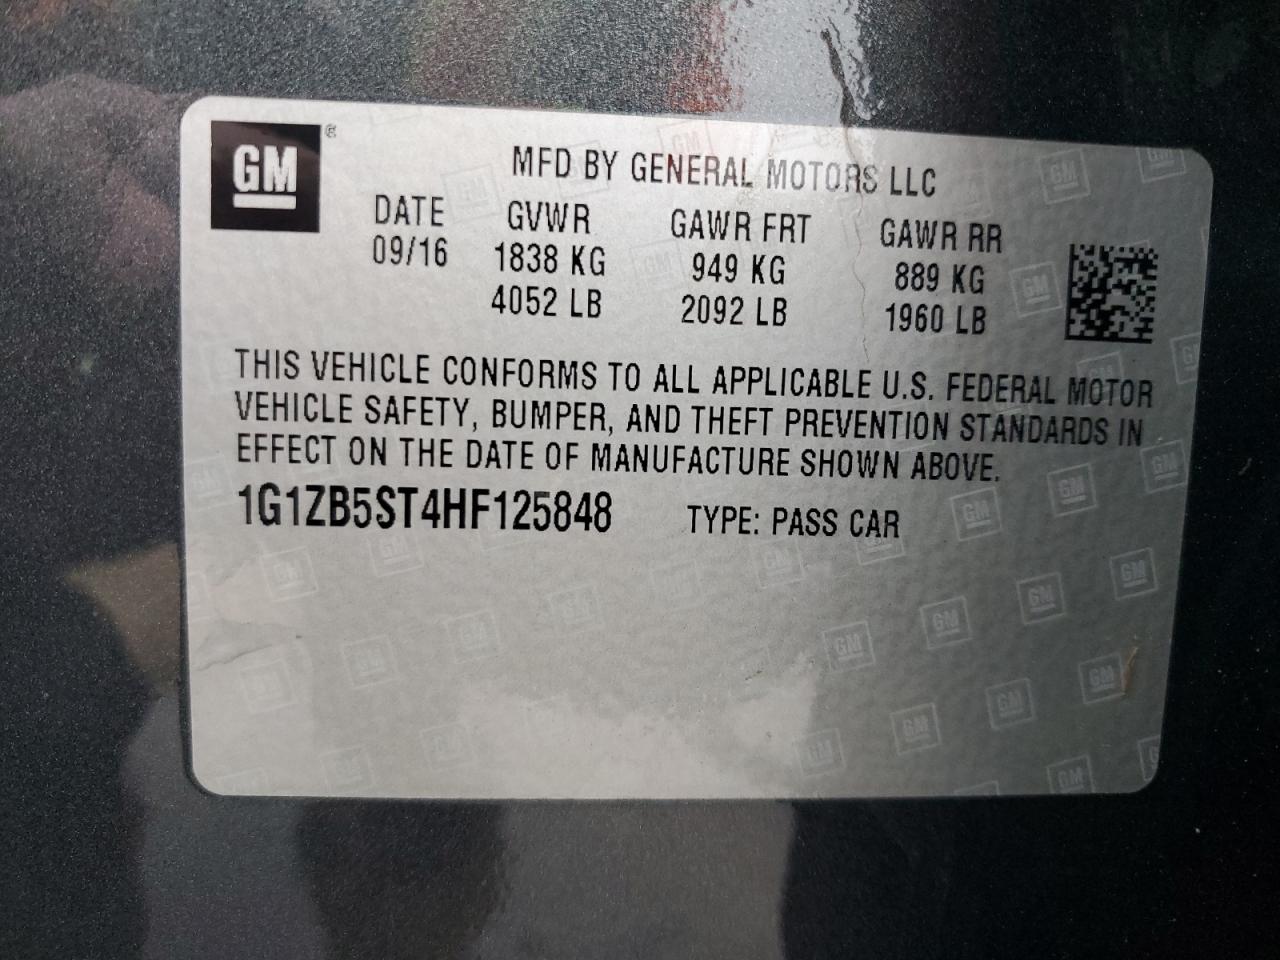 GM
MFD BY GENERAL MOTORS LLC
DATE GVWR GAWR FRT GAWR RR
09/16 1838 KG 949 KG 889 KG
4052 LB 2092 LB 1960 LB
THIS VEHICLE CONFORMS TO ALL APPLICABLE U.S. FEDERAL MOTOR
VEHICLE SAFETY, BUMPER, AND THEFT PREVENTION STANDARDS IN
EFFECT ON THE DATE OF MANUFACTURE SHOWN ABOVE.
1G1ZB5ST4HF125848 TYPE: PASS CAR